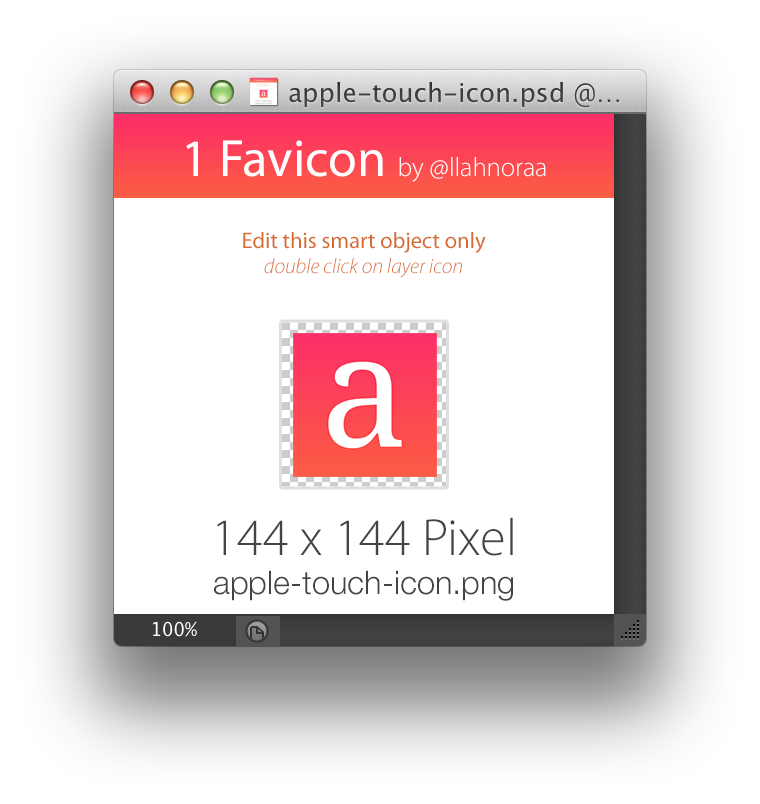 apple-touch-icon.psd @...
1 Favicon by @llahnoraa
Edit this smart object only
double click on layer icon
a
144 x 144 Pixel
apple-touch-icon.png
100%